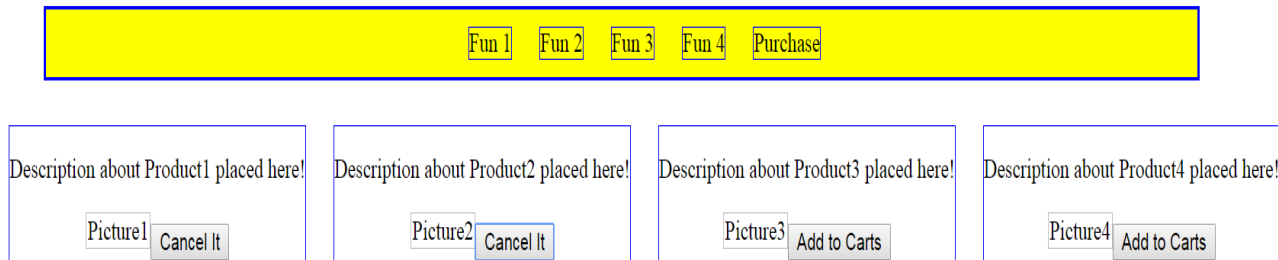 Fun 1 Fun 2 Fun 3 Fun 4 Purchase
Description about Product1 placed here!
Picture1 Cancel It
Description about Product2 placed here!
Picture2 Cancel It
Description about Product3 placed here!
Picture3 Add to Carts
Description about Product4 placed here!
Picture4 Add to Carts